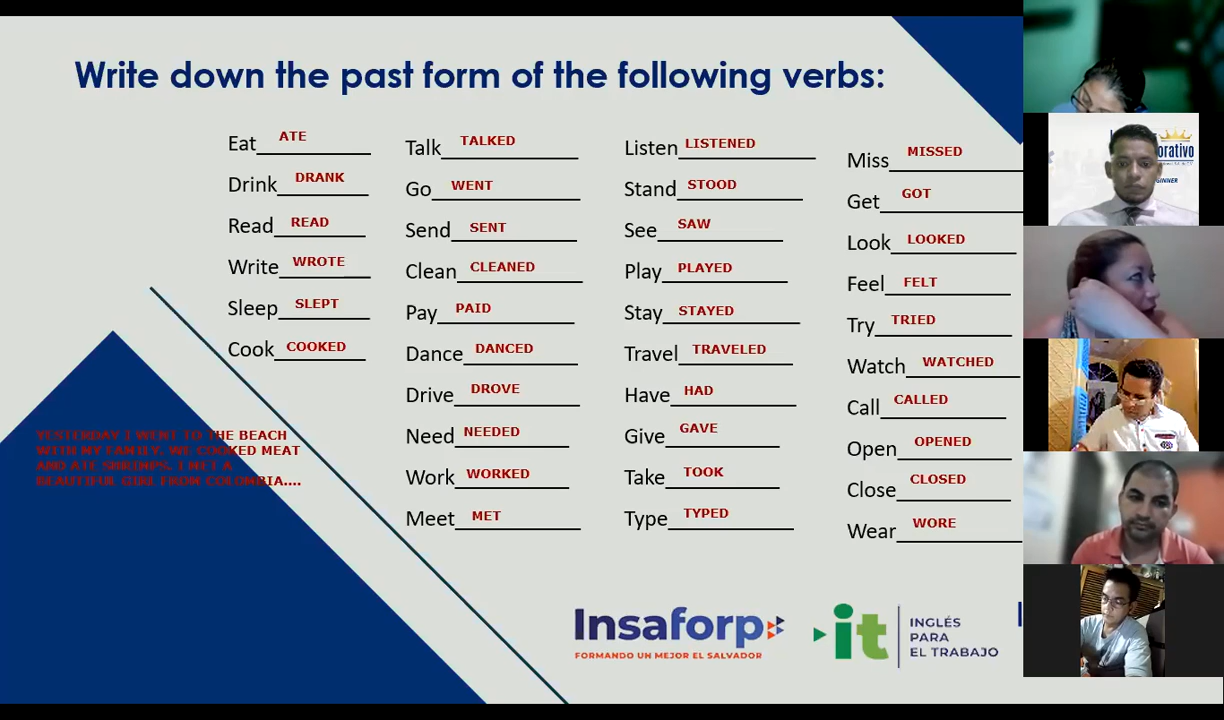 Write down the past form of the following verbs:
Eat ATE
Drink DRANK
Read READ
Write WROTE
Sleep SLEPT
Cook COOKED
Talk TALKED
Go WENT
Send SENT
Clean CLEANED
Pay PAID
Dance DANCED
Drive DROVE
Need NEEDED
Work WORKED
Meet MET
Listen LISTENED
Stand STOOD
See SAW
Play PLAYED
Stay STAYED
Travel TRAVELED
Have HAD
Give GAVE
Take TOOK
Type TYPED
Miss MISSED
Get GOT
Look LOOKED
Feel FELT
Try TRIED
Watch WATCHED
Call CALLED
Open OPENED
Close CLOSED
Wear WORE
YESTERDAY I WENT TO THE BEACH
WITH MY FAMILY. WE COOKED MEAT
AND ATE SHRIMPS. I MET A
BEAUTIFUL GIRL FROM COLOMBIA....
Insaforp
FORMANDO UN MEJOR EL SALVADOR
it
INGLÉS
PARA
EL TRABAJO